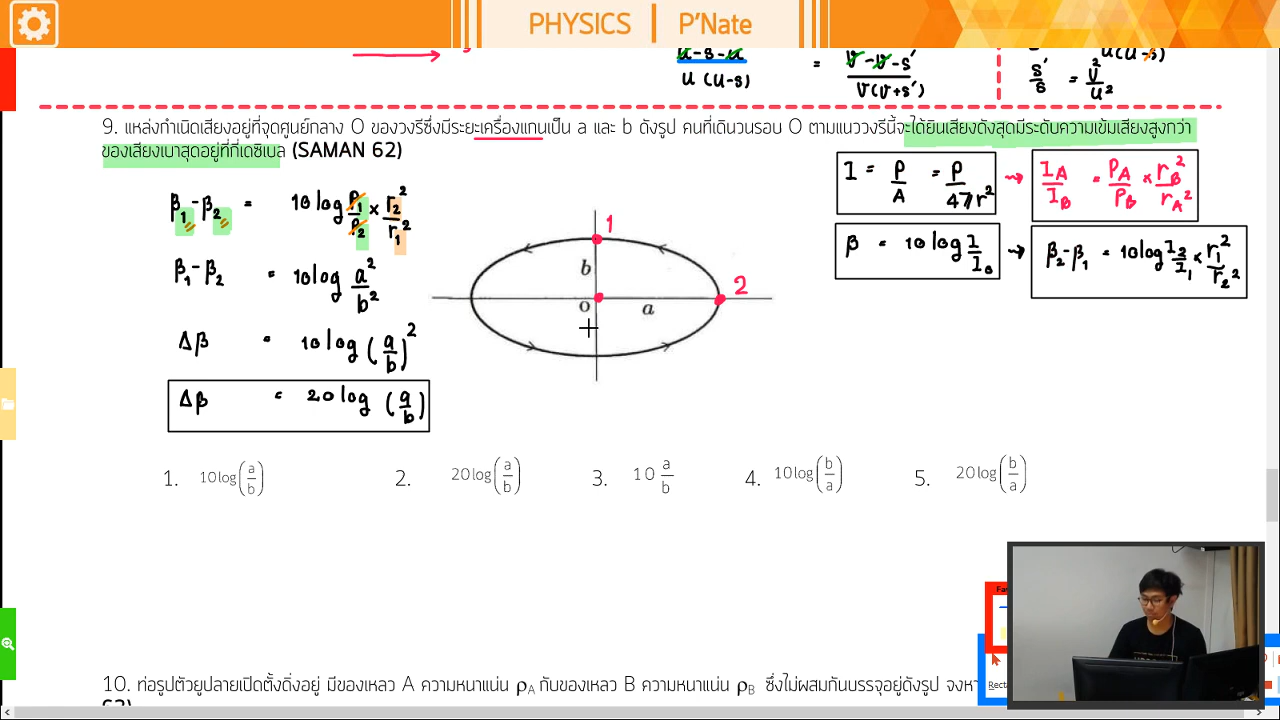 PHYSICS | P'Nate
u - s - u / u (u-s) = v - v - s' / v(v+s')
s'/s = v²/u²
9. แหล่งกำเนิดเสียงอยู่ที่จุดศูนย์กลาง O ของวงรีซึ่งมีระยะเครื่องแกนเป็น a และ b ดังรูป คนที่เดินวนรอบ O ตามแนววงรีนี้จะได้ยินเสียงดังสุดมีระดับความเข้มเสียงสูงกว่า
ของเสียงเบาสุดอยู่ที่กี่เดซิเบล (SAMAN 62)
β₁-β₂ = 10 log P₁/P₂ × r₂²/r₁²
β₁-β₂ = 10 log a²/b²
Δβ = 10 log (a/b)²
Δβ = 20 log (a/b)
1
b
2
o
a
I = P/A = P/4πr² → I_A/I_B = P_A/P_B × r_B²/r_A²
β = 10 log I/I₀ → β₂-β₁ = 10 log I₂/I₁ × r₁²/r₂²
1. 10log(a/b) 2. 20log(a/b) 3. 10 a/b 4. 10log(b/a) 5. 20log(b/a)
10. ท่อรูปตัวยูปลายเปิดตั้งดิ่งอยู่ มีของเหลว A ความหนาแน่น ρA กับของเหลว B ความหนาแน่น ρB ซึ่งไม่ผสมกันบรรจุอยู่ดังรูป จงหา